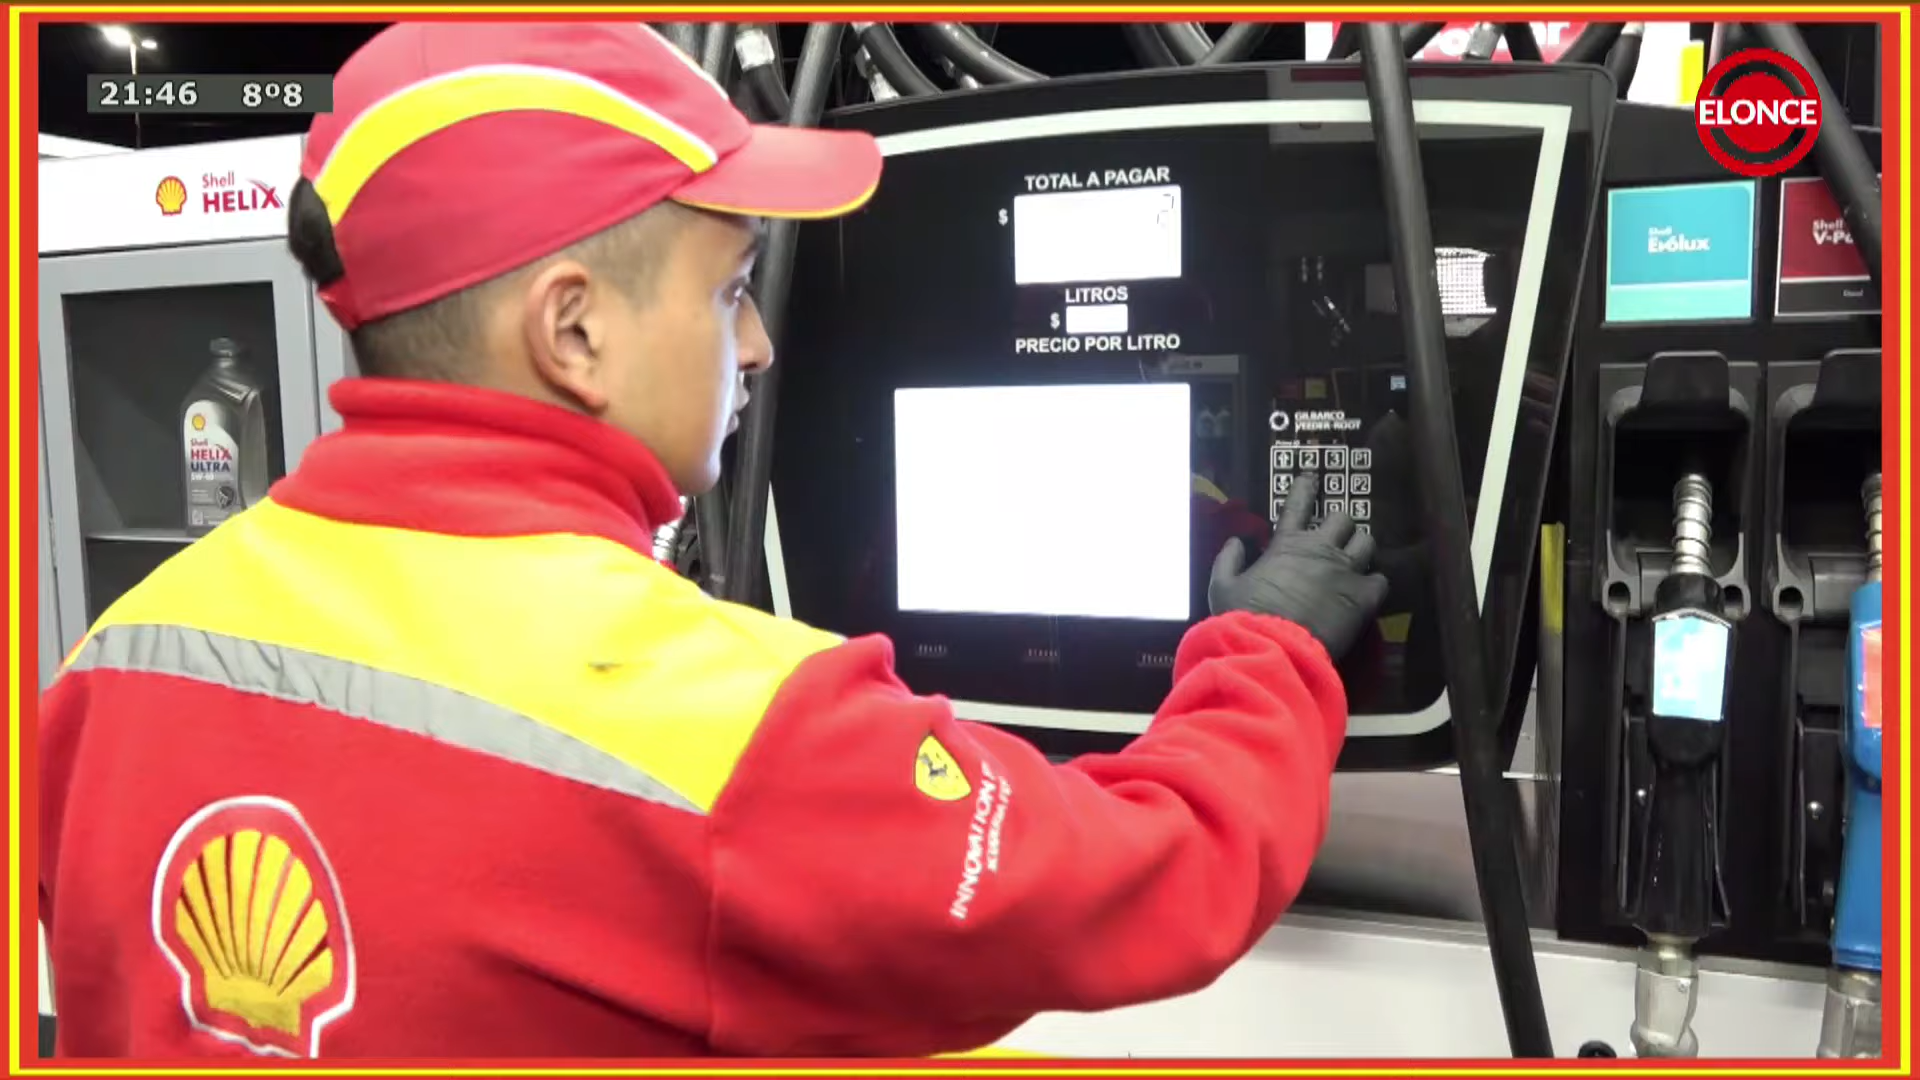 21:46 8º8
ELONCE
Shell
HELIX
TOTAL A PAGAR
$
LITROS
$
PRECIO POR LITRO
Shell
Evolux
Shell
GILBARCO
VEEDER-ROOT
2 3 P1
6 P2
9 $
Shell
HELIX
ULTRA
INNOVATION